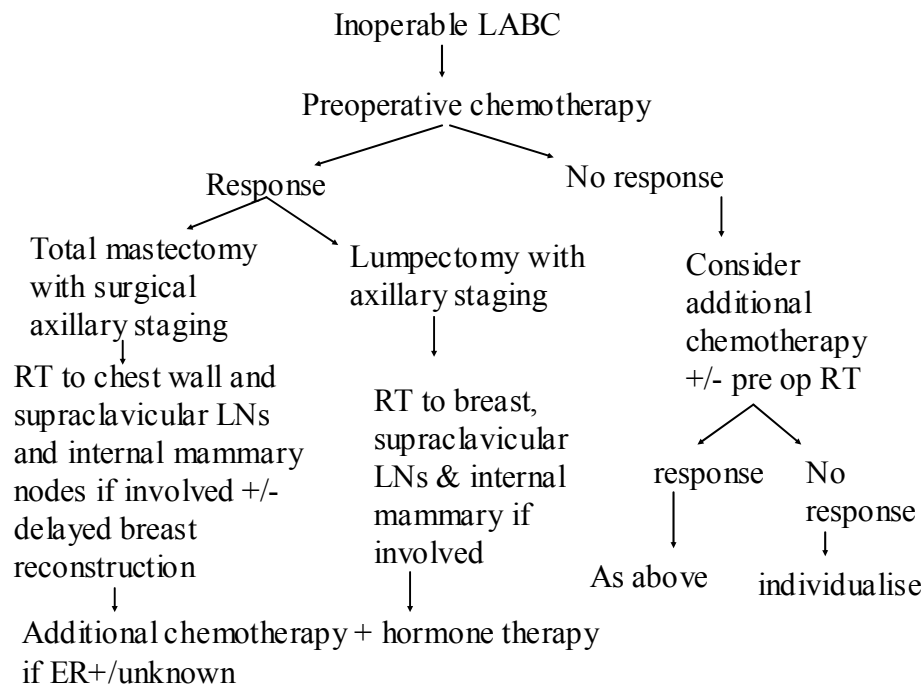 Inoperable LABC
Preoperative chemotherapy
Response
No response
Total mastectomy
with surgical
axillary staging
Lumpectomy with
axillary staging
Consider
additional
chemotherapy
+/- pre op RT
RT to chest wall and
supraclavicular LNs
and internal mammary
nodes if involved +/-
delayed breast
reconstruction
RT to breast,
supraclavicular
LNs & internal
mammary if
involved
response
No
response
As above
individualise
Additional chemotherapy + hormone therapy
if ER+/unknown